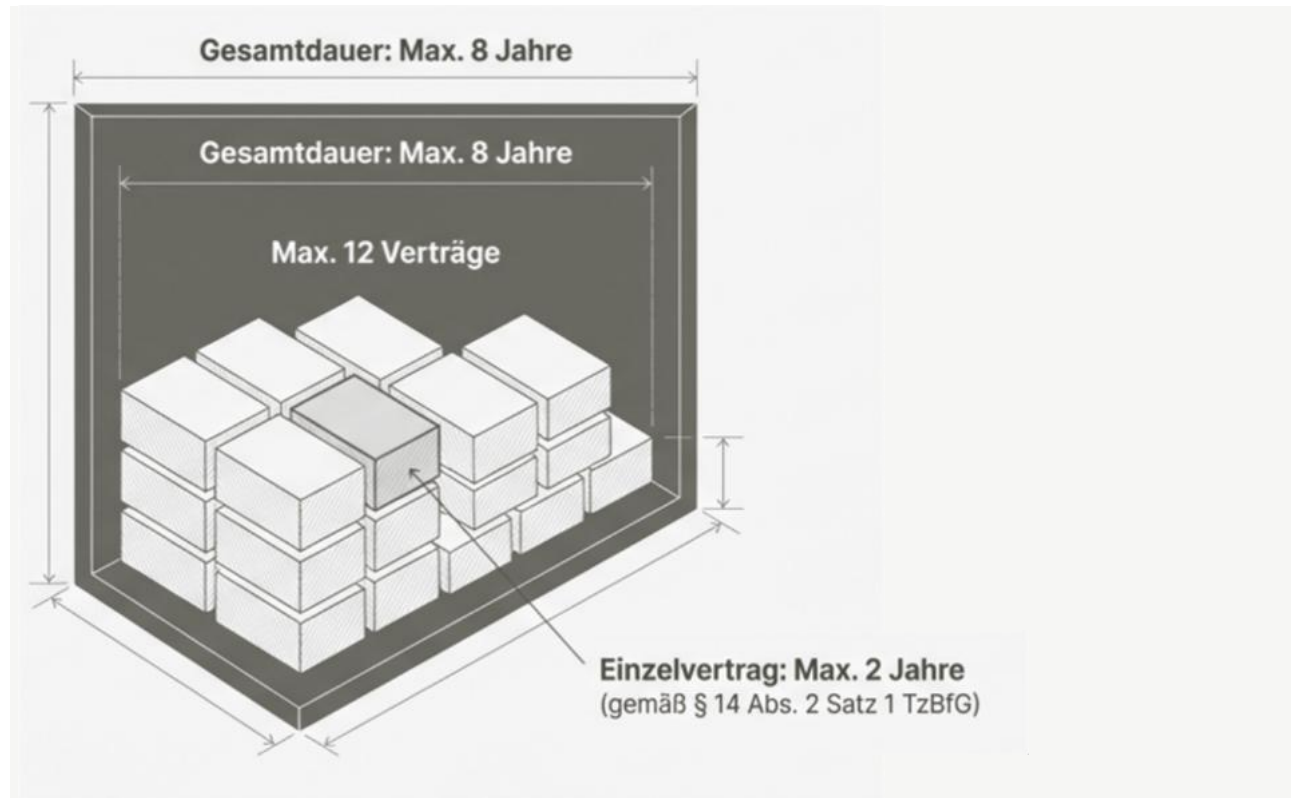 Gesamtdauer: Max. 8 Jahre
Gesamtdauer: Max. 8 Jahre
Max. 12 Verträge
Einzelvertrag: Max. 2 Jahre
(gemäß § 14 Abs. 2 Satz 1 TzBfG)